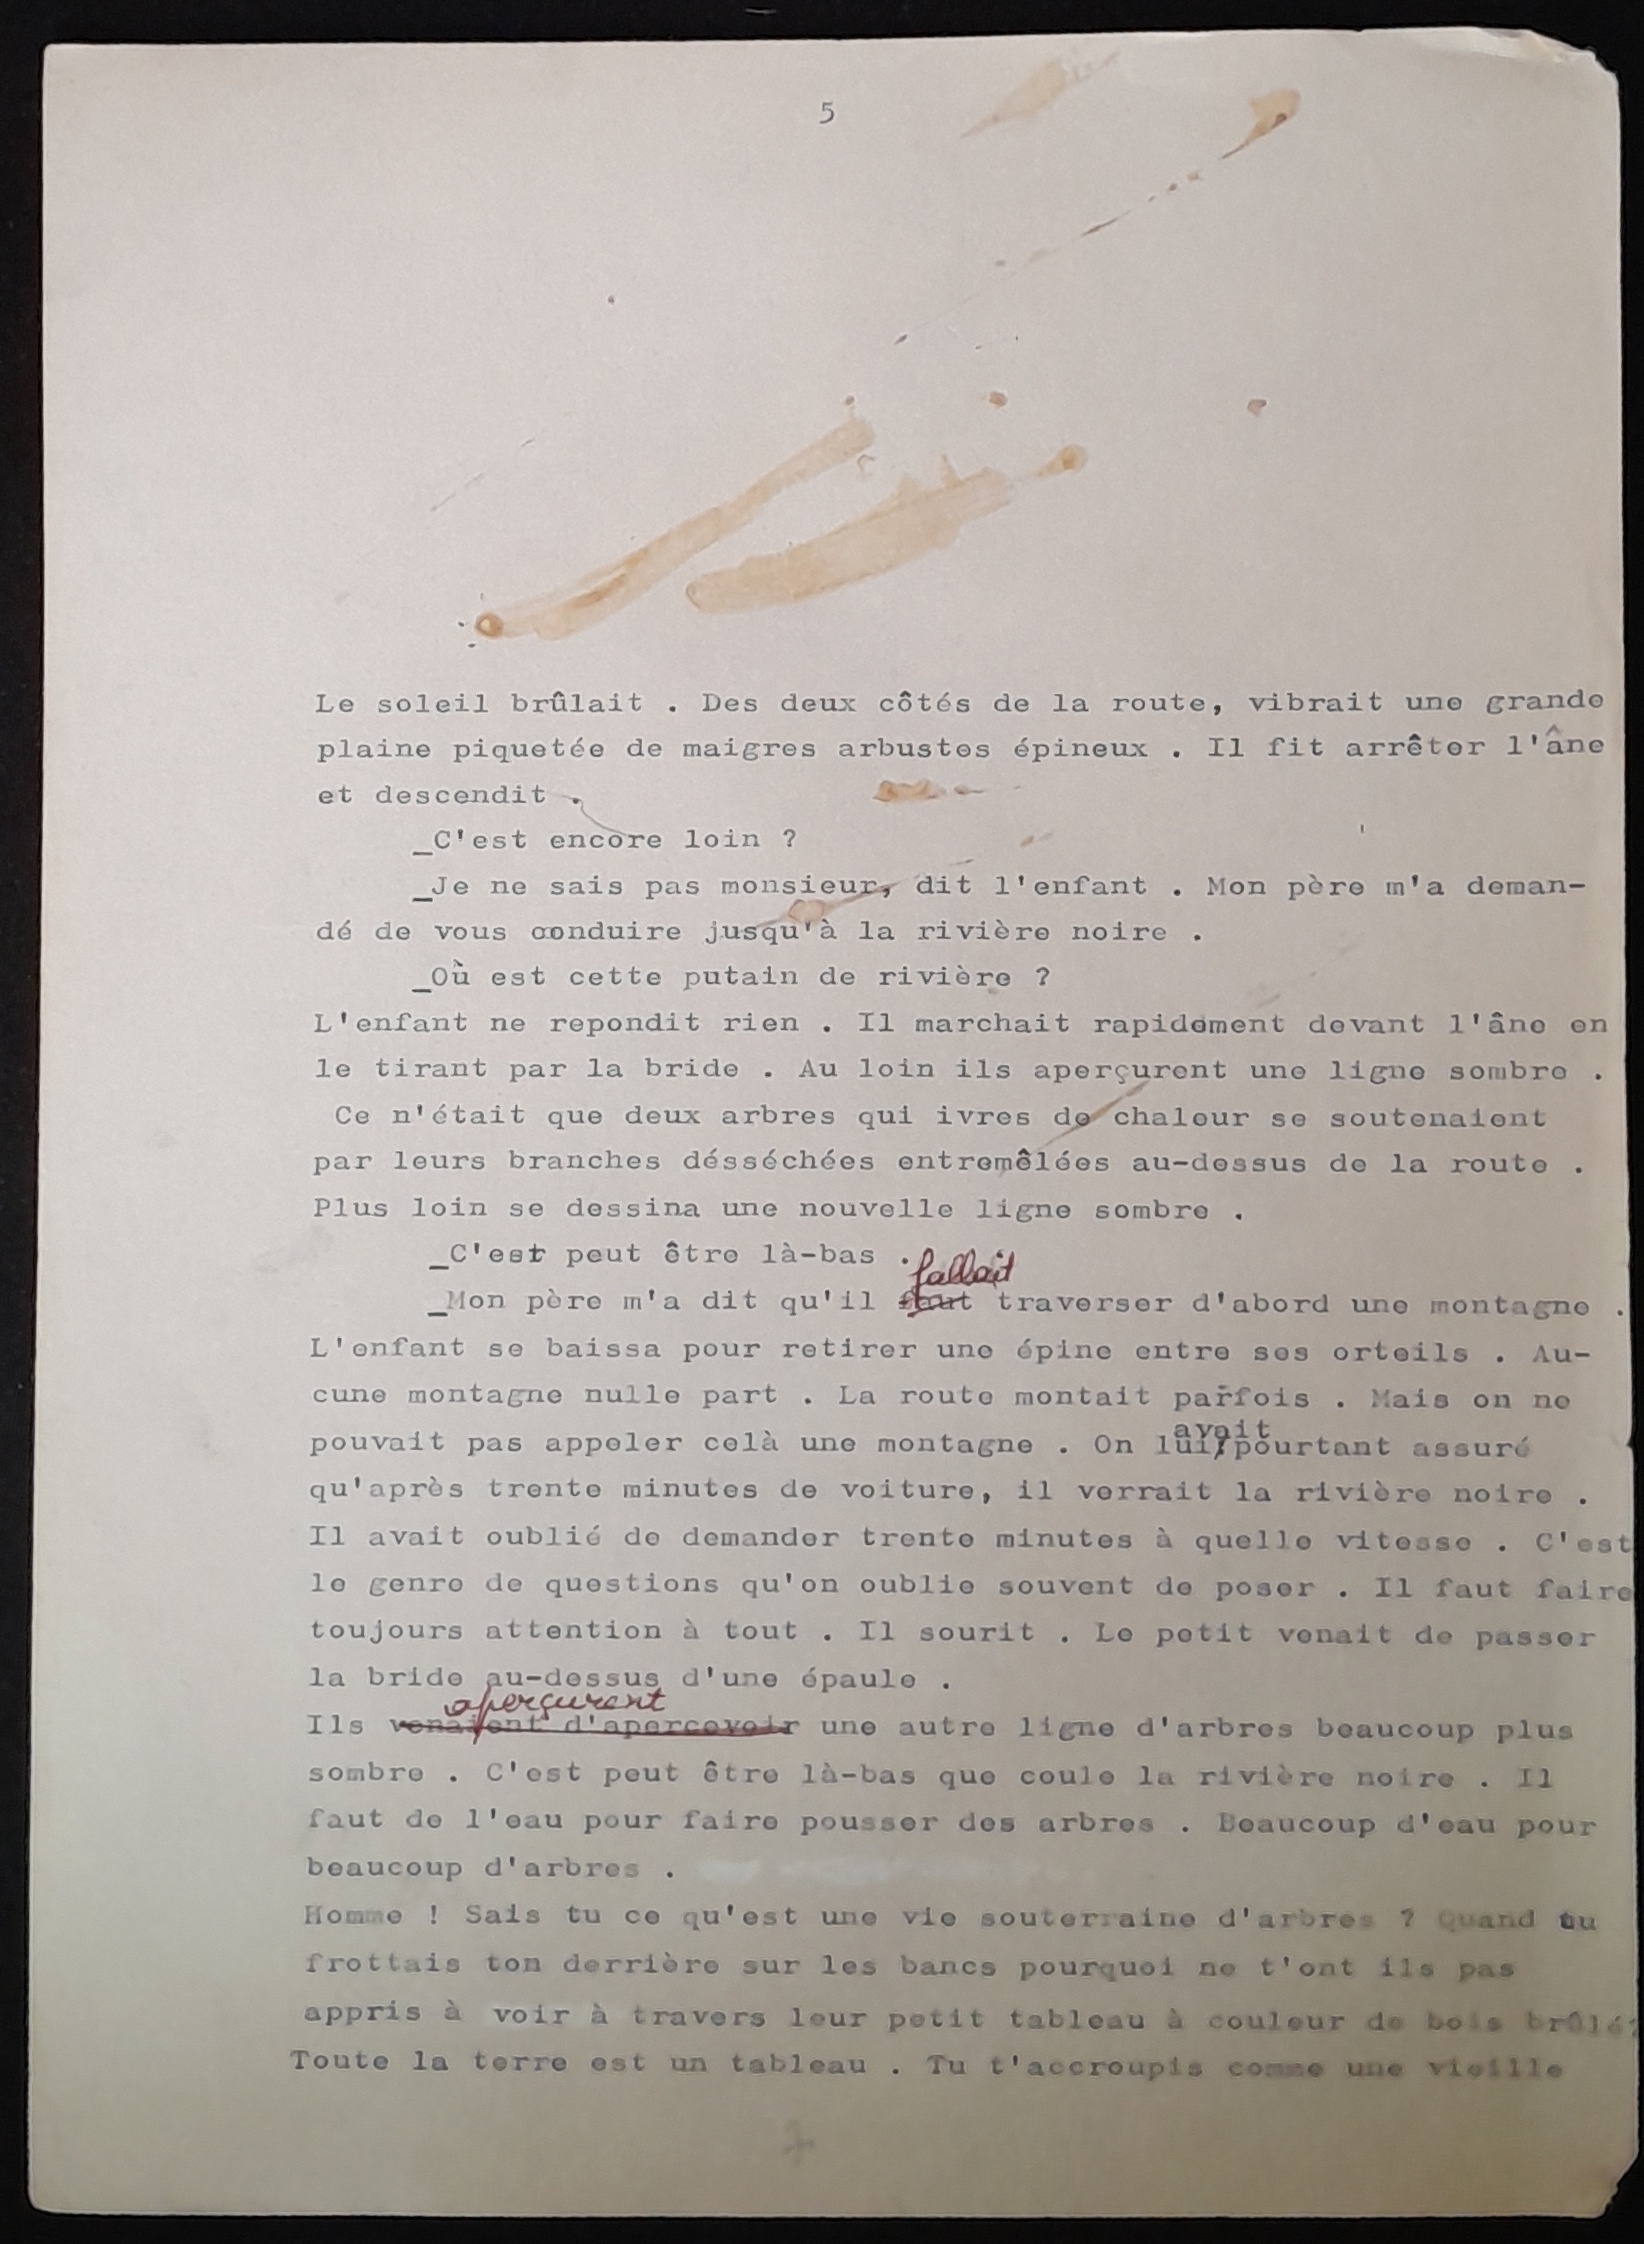 5
Le soleil brûlait . Des deux côtés de la route, vibrait une grande
plaine piquetée de maigres arbustes épineux . Il fit arrêter l'âne
et descendit .
_C'est encore loin ?
_Je ne sais pas monsieur, dit l'enfant . Mon père m'a deman-
dé de vous conduire jusqu'à la rivière noire .
_Où est cette putain de rivière ?
L'enfant ne repondit rien . Il marchait rapidement devant l'âne en
le tirant par la bride . Au loin ils aperçurent une ligne sombre .
Ce n'était que deux arbres qui ivres de chaleur se soutenaient
par leurs branches désséchées entremêlées au-dessus de la route .
Plus loin se dessina une nouvelle ligne sombre .
_C'est peut être là-bas .
fallait
_Mon père m'a dit qu'il faut traverser d'abord une montagne .
L'enfant se baissa pour retirer une épine entre ses orteils . Au-
cune montagne nulle part . La route montait parfois . Mais on ne
avait
pouvait pas appeler celà une montagne . On lui/pourtant assuré
qu'après trente minutes de voiture, il verrait la rivière noire .
Il avait oublié de demander trente minutes à quelle vitesse . C'est
le genre de questions qu'on oublie souvent de poser . Il faut faire
toujours attention à tout . Il sourit . Le petit venait de passer
la bride au-dessus d'une épaule .
aperçurent
Ils venaient d'apercevoir une autre ligne d'arbres beaucoup plus
sombre . C'est peut être là-bas que coule la rivière noire . Il
faut de l'eau pour faire pousser des arbres . Beaucoup d'eau pour
beaucoup d'arbres .
Homme ! Sais tu ce qu'est une vie souterraine d'arbres ? Quand tu
frottais ton derrière sur les bancs pourquoi ne t'ont ils pas
appris à voir à travers leur petit tableau à couleur de bois brûlé?
Toute la terre est un tableau . Tu t'accroupis comme une vieille